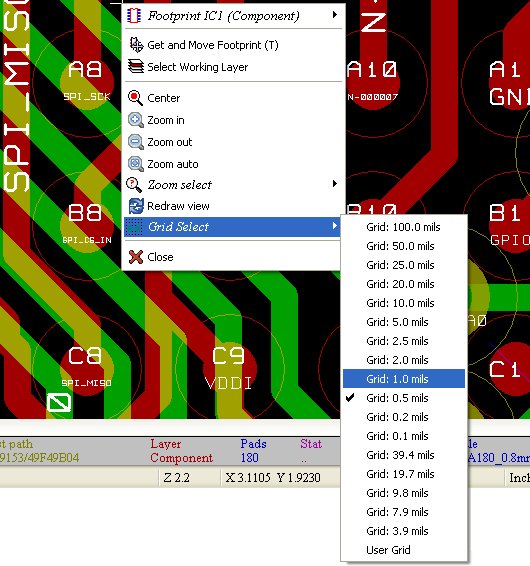 SPI_MISO
N-
Footprint IC1 (Component)
Get and Move Footprint (T)
Select Working Layer
Center
Zoom in
Zoom out
Zoom auto
Zoom select
Redraw view
Grid Select
Close
A8
SPI_SCK
A10
N-000007
A1
GN
B8
SPI_CS_IN
B1
GPIO
A0
C8
SPI_MISO
C9
VDDI
C1
Grid: 100.0 mils
Grid: 50.0 mils
Grid: 25.0 mils
Grid: 20.0 mils
Grid: 10.0 mils
Grid: 5.0 mils
Grid: 2.5 mils
Grid: 2.0 mils
Grid: 1.0 mils
Grid: 0.5 mils
Grid: 0.2 mils
Grid: 0.1 mils
Grid: 39.4 mils
Grid: 19.7 mils
Grid: 9.8 mils
Grid: 7.9 mils
Grid: 3.9 mils
User Grid
st path Layer Pads Stat le
9153/49F49B04 Component 180 .. A180_0.8mm
Z 2.2 X 3.1105 Y 1.9230 Inch